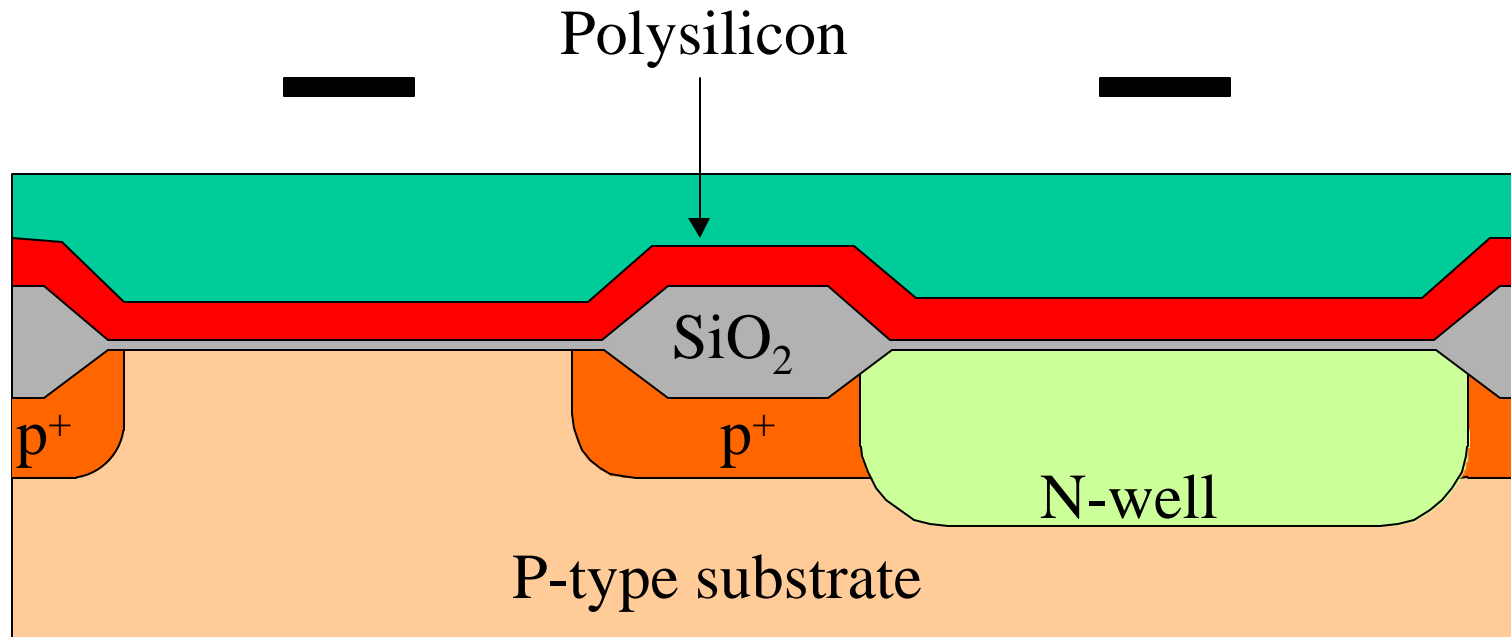 Polysilicon
SiO₂
p⁺
p⁺
N-well
P-type substrate